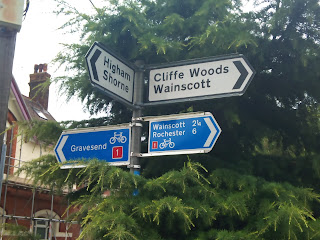 Higham
Shorne
Cliffe Woods
Wainscott
Gravesend
1
Wainscott 2¼
Rochester 6
1